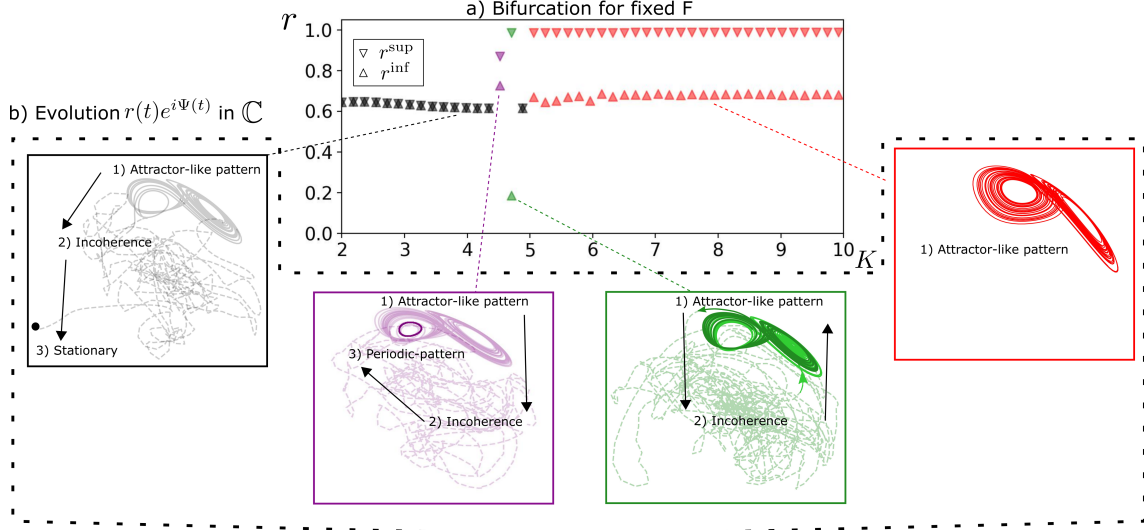 a) Bifurcation for fixed F
r
1.0
0.8
0.6
0.4
0.2
0.0
r^sup
r^inf
2
3
4
5
6
7
8
9
10
K
b) Evolution r(t)e^{iΨ(t)} in ℂ
1) Attractor-like pattern
2) Incoherence
3) Stationary
1) Attractor-like pattern
3) Periodic-pattern
2) Incoherence
1) Attractor-like pattern
2) Incoherence
1) Attractor-like pattern